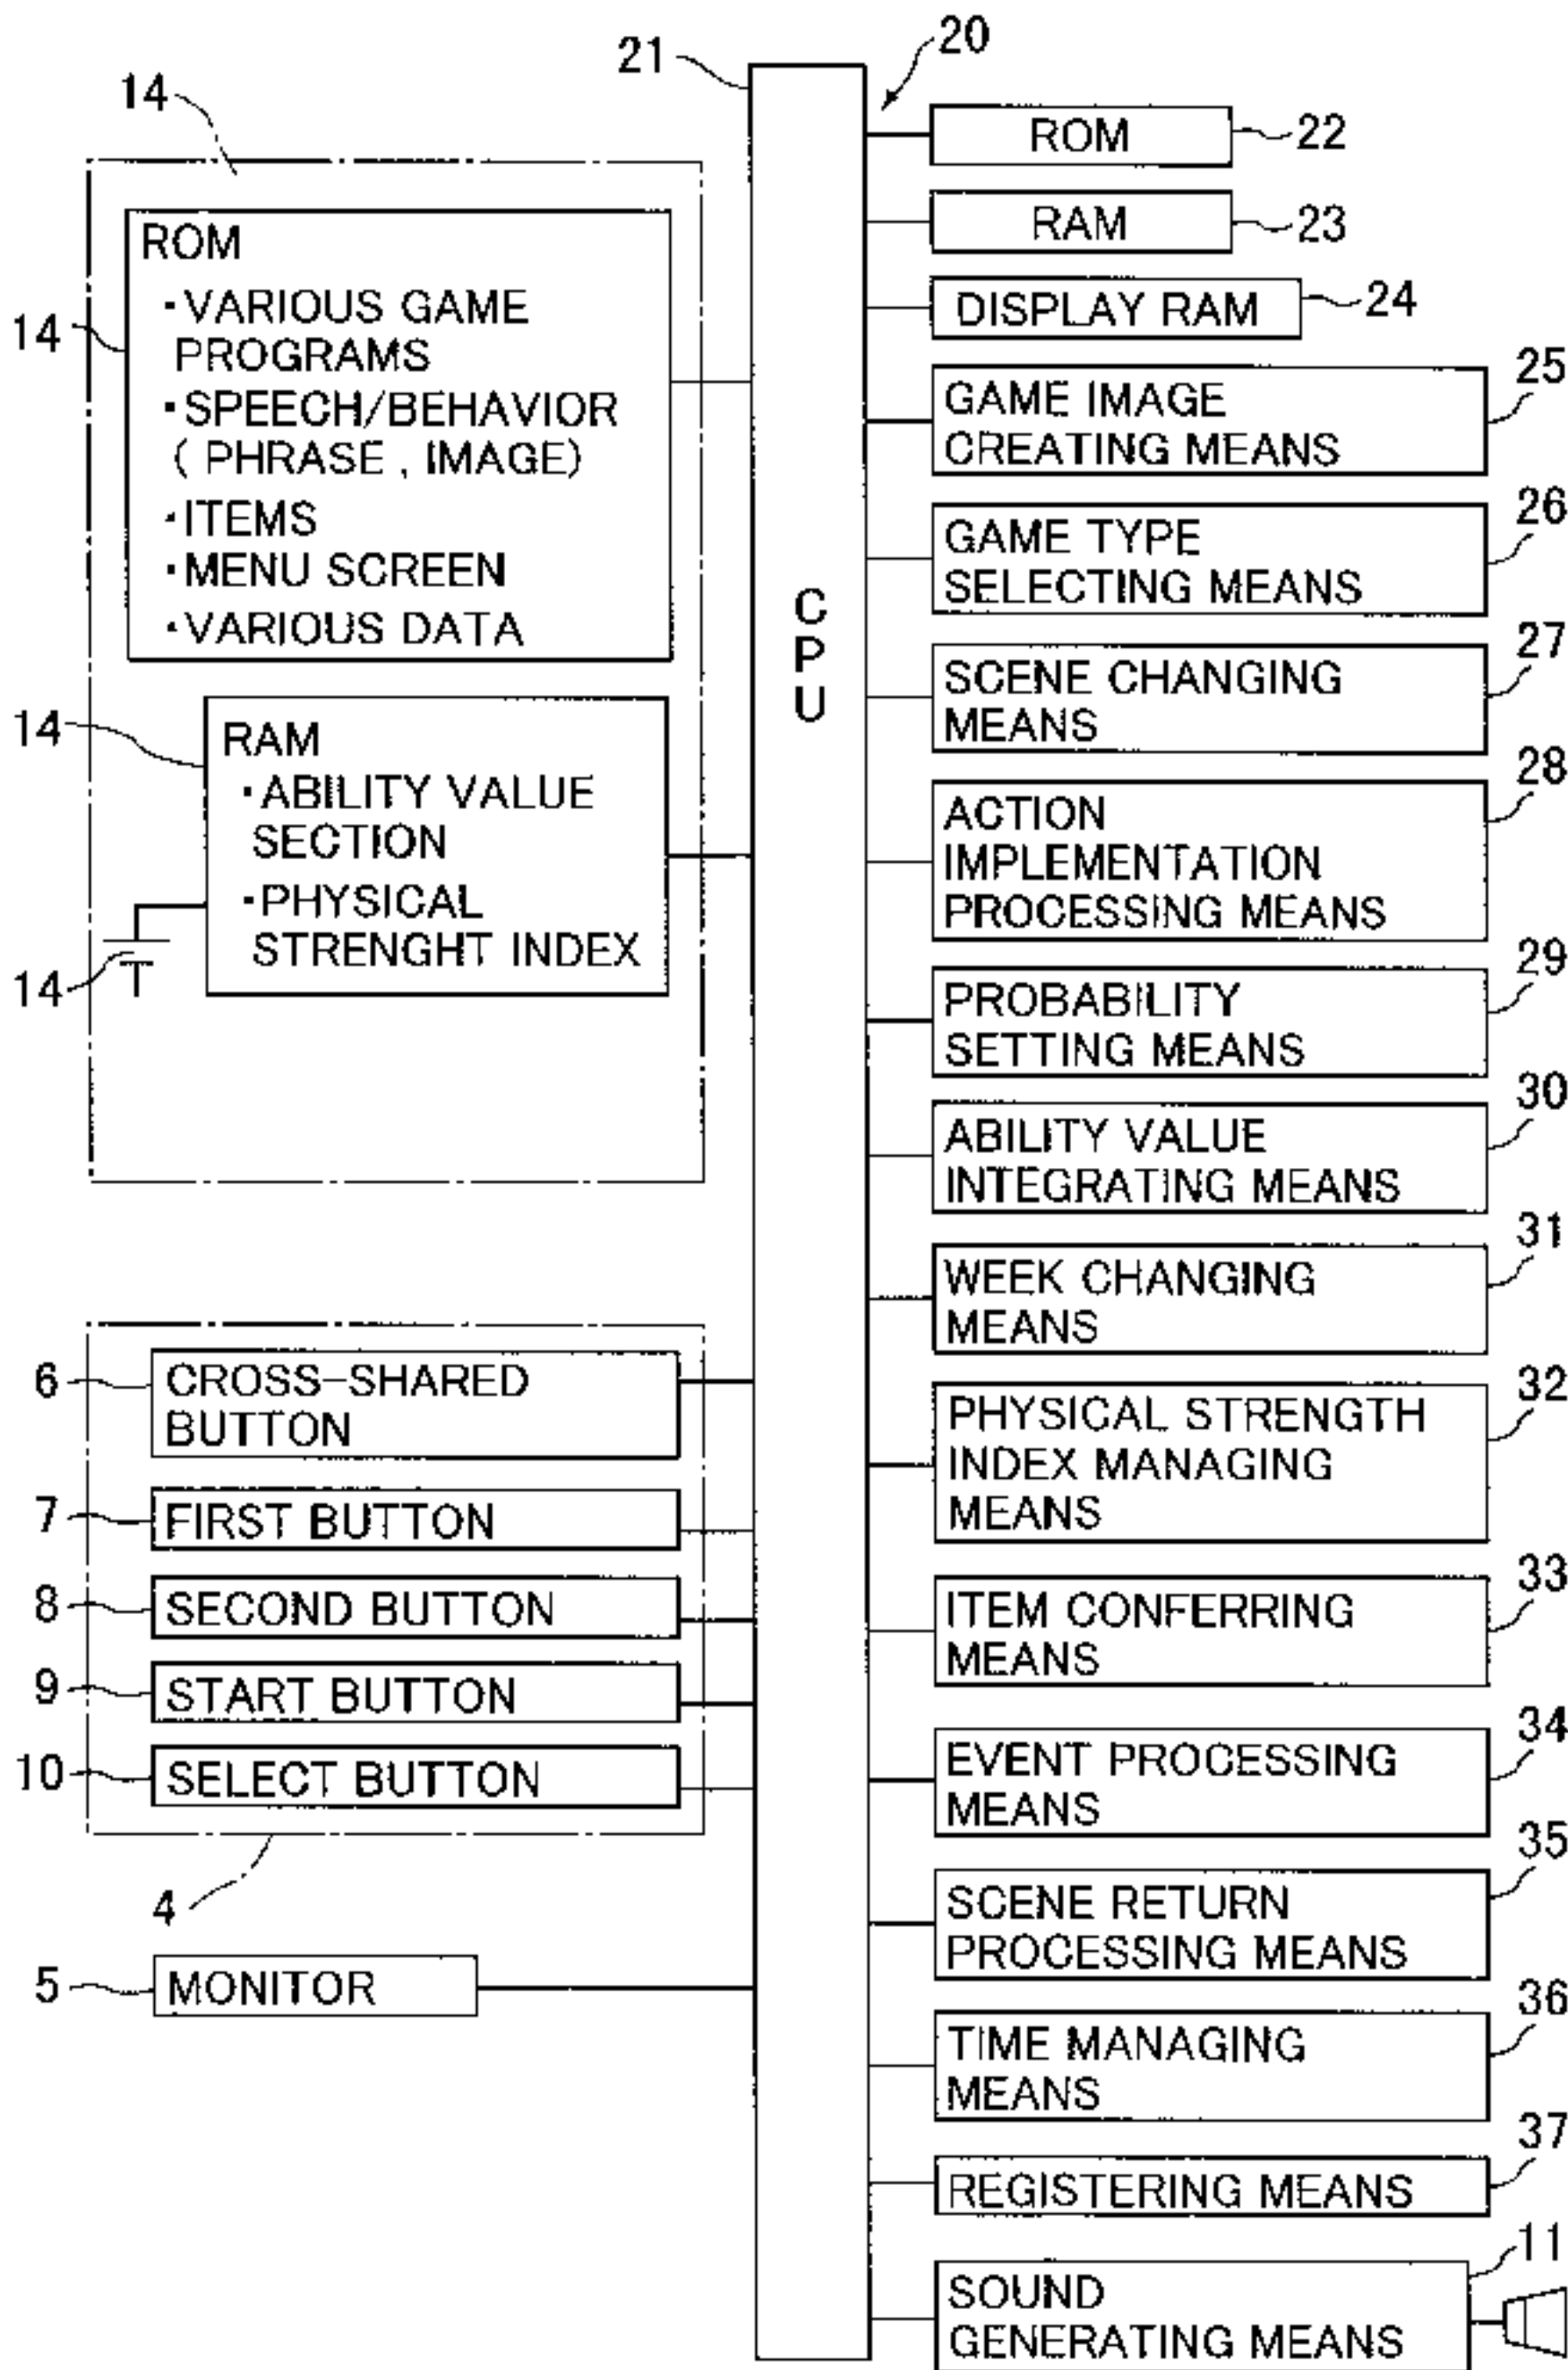 20
21
14
ROM
22
14
ROM
・VARIOUS GAME
PROGRAMS
・SPEECH/BEHAVIOR
( PHRASE , IMAGE)
・ITEMS
・MENU SCREEN
・VARIOUS DATA
14
RAM
・ABILITY VALUE
SECTION
・PHYSICAL
STRENGHT INDEX
14
6
CROSS-SHARED
BUTTON
7
FIRST BUTTON
8
SECOND BUTTON
9
START BUTTON
10
SELECT BUTTON
4
5
MONITOR
CPU
RAM
23
DISPLAY RAM
24
GAME IMAGE
CREATING MEANS
25
GAME TYPE
SELECTING MEANS
26
SCENE CHANGING
MEANS
27
ACTION
IMPLEMENTATION
PROCESSING MEANS
28
PROBABILITY
SETTING MEANS
29
ABILITY VALUE
INTEGRATING MEANS
30
WEEK CHANGING
MEANS
31
PHYSICAL STRENGTH
INDEX MANAGING
MEANS
32
ITEM CONFERRING
MEANS
33
EVENT PROCESSING
MEANS
34
SCENE RETURN
PROCESSING MEANS
35
TIME MANAGING
MEANS
36
REGISTERING MEANS
37
SOUND
GENERATING MEANS
11